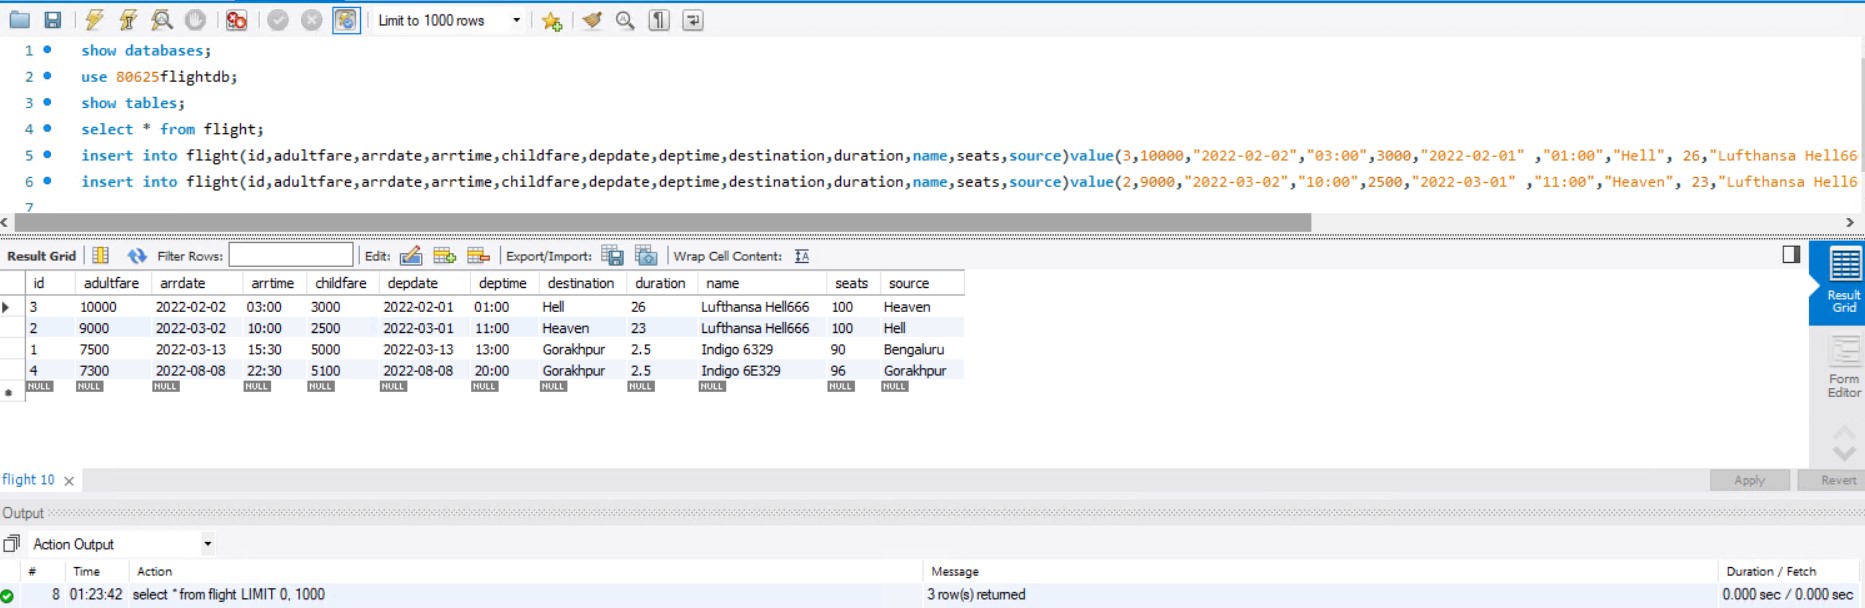 Limit to 1000 rows
1 show databases;
2 use 80625flightdb;
3 show tables;
4 select * from flight;
5 insert into flight(id,adultfare,arrdate,arrtime,childfare,depdate,deptime,destination,duration,name,seats,source)value(3,10000,"2022-02-02","03:00",3000,"2022-02-01" ,"01:00","Hell", 26,"Lufthansa Hell66
6 insert into flight(id,adultfare,arrdate,arrtime,childfare,depdate,deptime,destination,duration,name,seats,source)value(2,9000,"2022-03-02","10:00",2500,"2022-03-01" ,"11:00","Heaven", 23,"Lufthansa Hell6
7
Result Grid Filter Rows: Edit: Export/Import: Wrap Cell Content:
id adultfare arrdate arrtime childfare depdate deptime destination duration name seats source
3 10000 2022-02-02 03:00 3000 2022-02-01 01:00 Hell 26 Lufthansa Hell666 100 Heaven
2 9000 2022-03-02 10:00 2500 2022-03-01 11:00 Heaven 23 Lufthansa Hell666 100 Hell
1 7500 2022-03-13 15:30 5000 2022-03-13 13:00 Gorakhpur 2.5 Indigo 6329 90 Bengaluru
4 7300 2022-08-08 22:30 5100 2022-08-08 20:00 Gorakhpur 2.5 Indigo 6E329 96 Gorakhpur
NULL NULL NULL NULL NULL NULL NULL NULL NULL NULL NULL NULL
Result
Grid
Form
Editor
flight 10 Apply Revert
Output
Action Output
# Time Action Message Duration / Fetch
8 01:23:42 select * from flight LIMIT 0, 1000 3 row(s) returned 0.000 sec / 0.000 sec